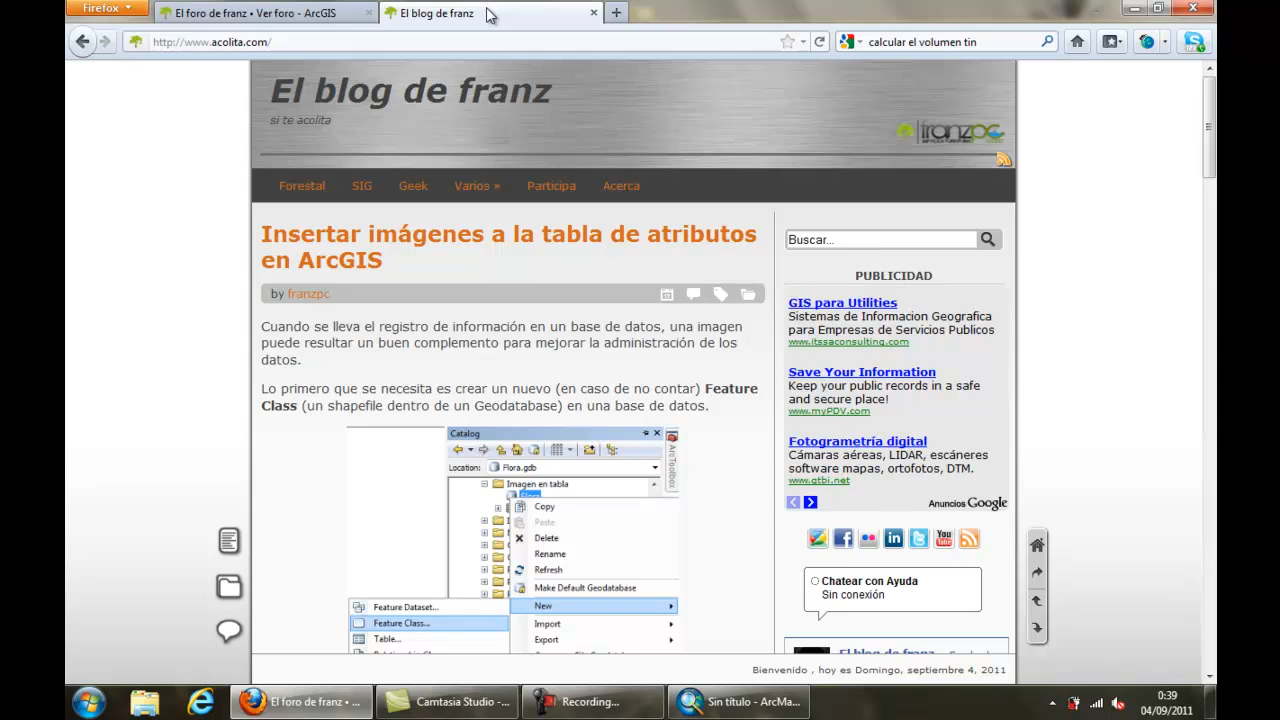 Firefox
El foro de franz • Ver foro - ArcGIS
El blog de franz
http://www.acolita.com/
calcular el volumen tin
El blog de franz
si te acolita
franzpc
Forestal SIG Geek Varios » Participa Acerca
Insertar imágenes a la tabla de atributos
en ArcGIS
by franzpc
Cuando se lleva el registro de información en un base de datos, una imagen
puede resultar un buen complemento para mejorar la administración de los
datos.
Lo primero que se necesita es crear un nuevo (en caso de no contar) Feature
Class (un shapefile dentro de un Geodatabase) en una base de datos.
Catalog
Location: Flora.gdb
Imagen en tabla
Copy
Paste
Delete
Rename
Refresh
Make Default Geodatabase
New
Import
Export
Feature Dataset...
Feature Class...
Table...
ArcToolbox
Buscar...
PUBLICIDAD
GIS para Utilities
Sistemas de Informacion Geografica
para Empresas de Servicios Publicos
www.itssaconsulting.com
Save Your Information
Keep your public records in a safe
and secure place!
www.myPDV.com
Fotogrametría digital
Cámaras aéreas, LIDAR, escáneres
software mapas, ortofotos, DTM.
www.gtbi.net
Anuncios Google
You Tube
Chatear con Ayuda
Sin conexión
El blog de franz
Bienvenido , hoy es Domingo, septiembre 4, 2011
El foro de franz • ...
Camtasia Studio -...
Recording...
Sin título - ArcMa...
0:39
04/09/2011